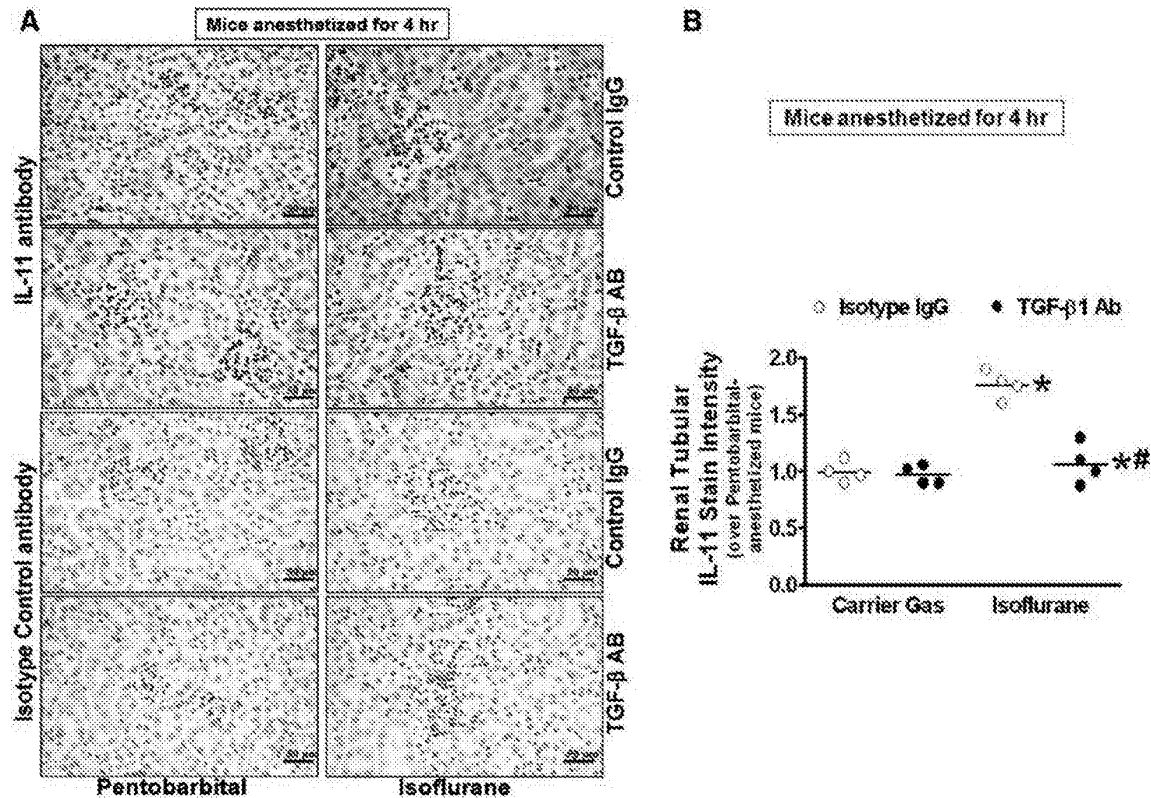 A
Mice anesthetized for 4 hr
IL-11 antibody
Isotype Control antibody
Control IgG
TGF-β AB
Control IgG
TGF-β AB
Pentobarbital
Isoflurane
B
Mice anesthetized for 4 hr
Isotype IgG
TGF-β1 Ab
Renal Tubular
IL-11 Stain Intensity
(over Pentobarbital-
anesthetized mice)
2.0
1.5
1.0
0.5
0.0
*
*#
Carrier Gas
Isoflurane